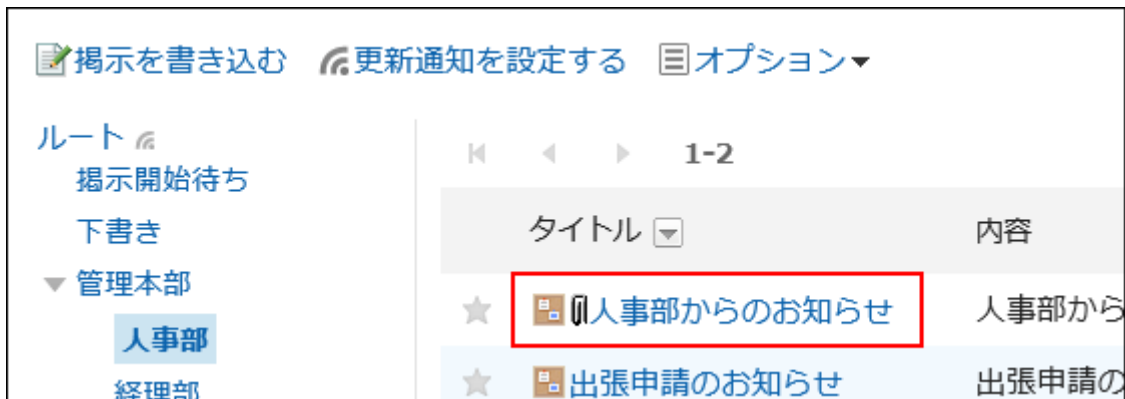 掲示を書き込む 更新通知を設定する オプション
ルート
掲示開始待ち
下書き
管理本部
人事部
経理部
1-2
タイトル 内容
人事部からのお知らせ 人事部から
出張申請のお知らせ 出張申請の